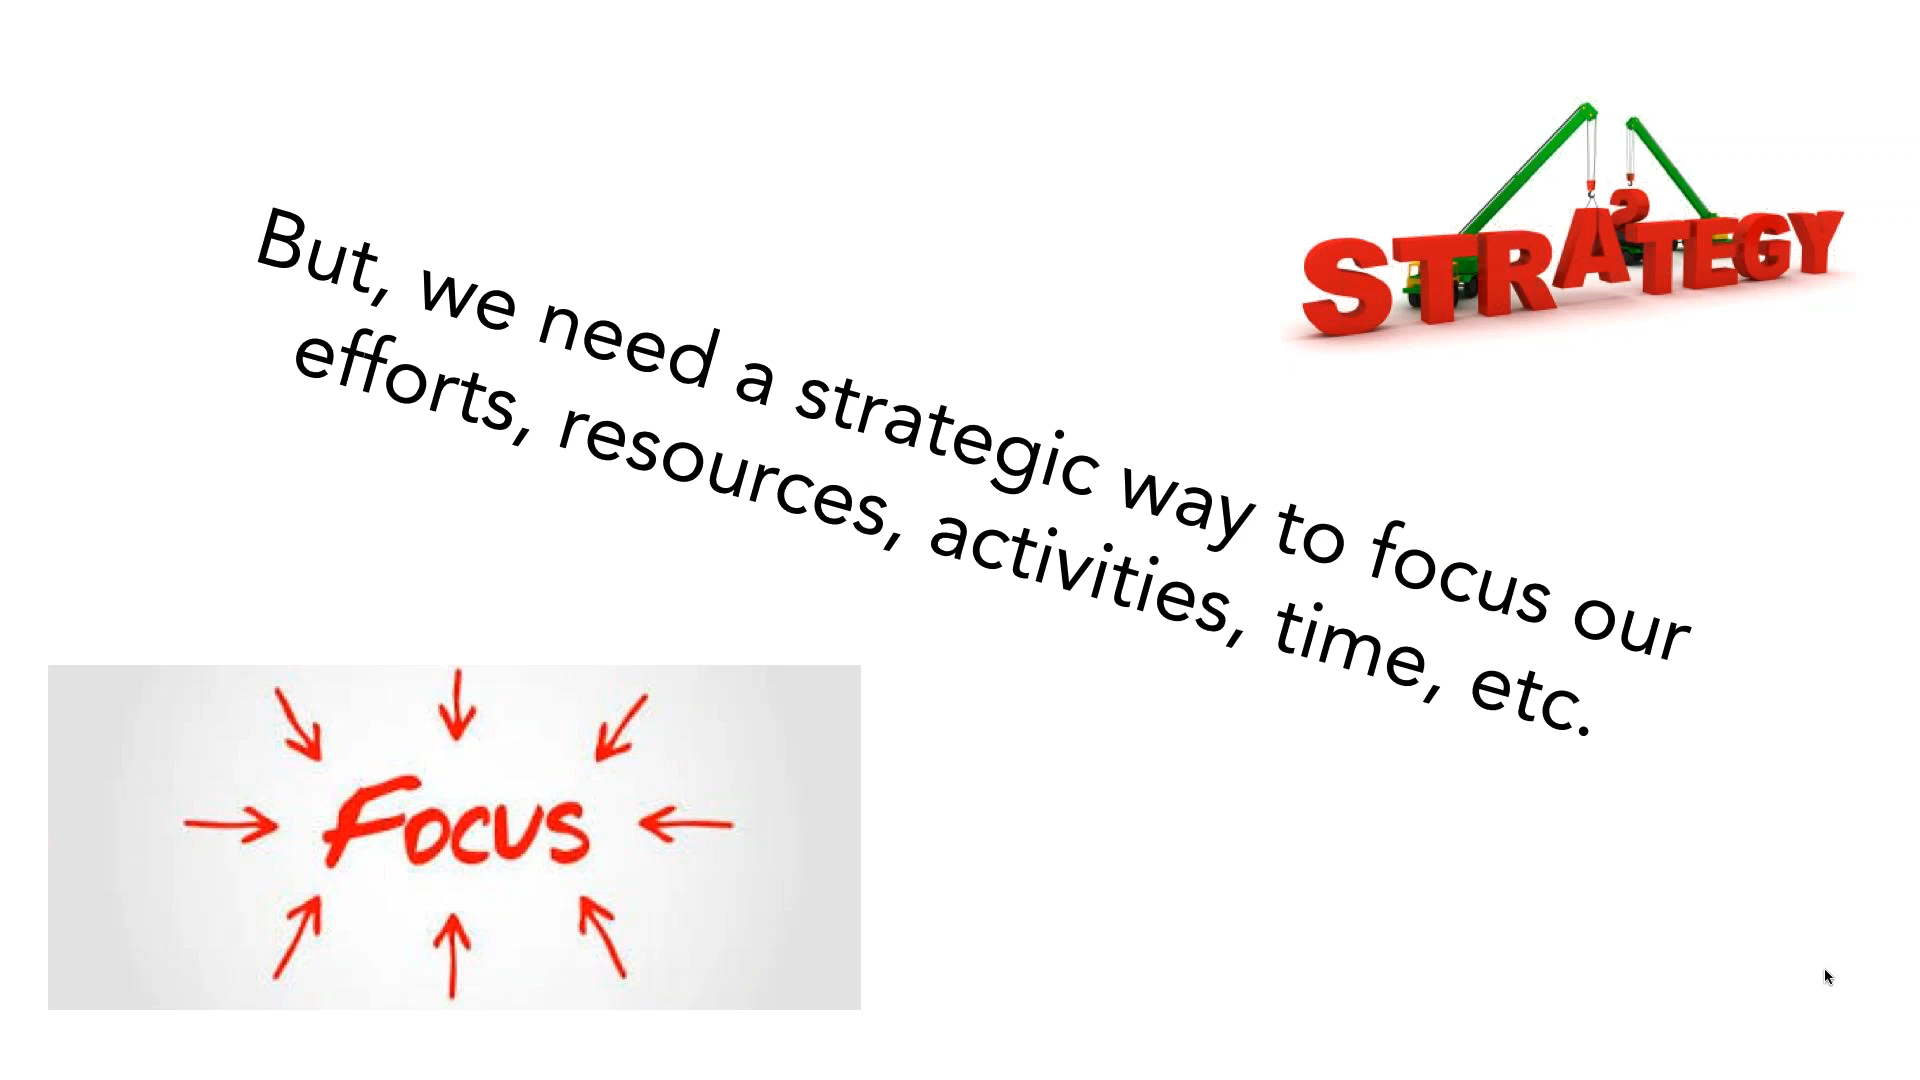 STRATEGY
S
But, we need a strategic way to focus our
efforts, resources, activities, time, etc.
Focus